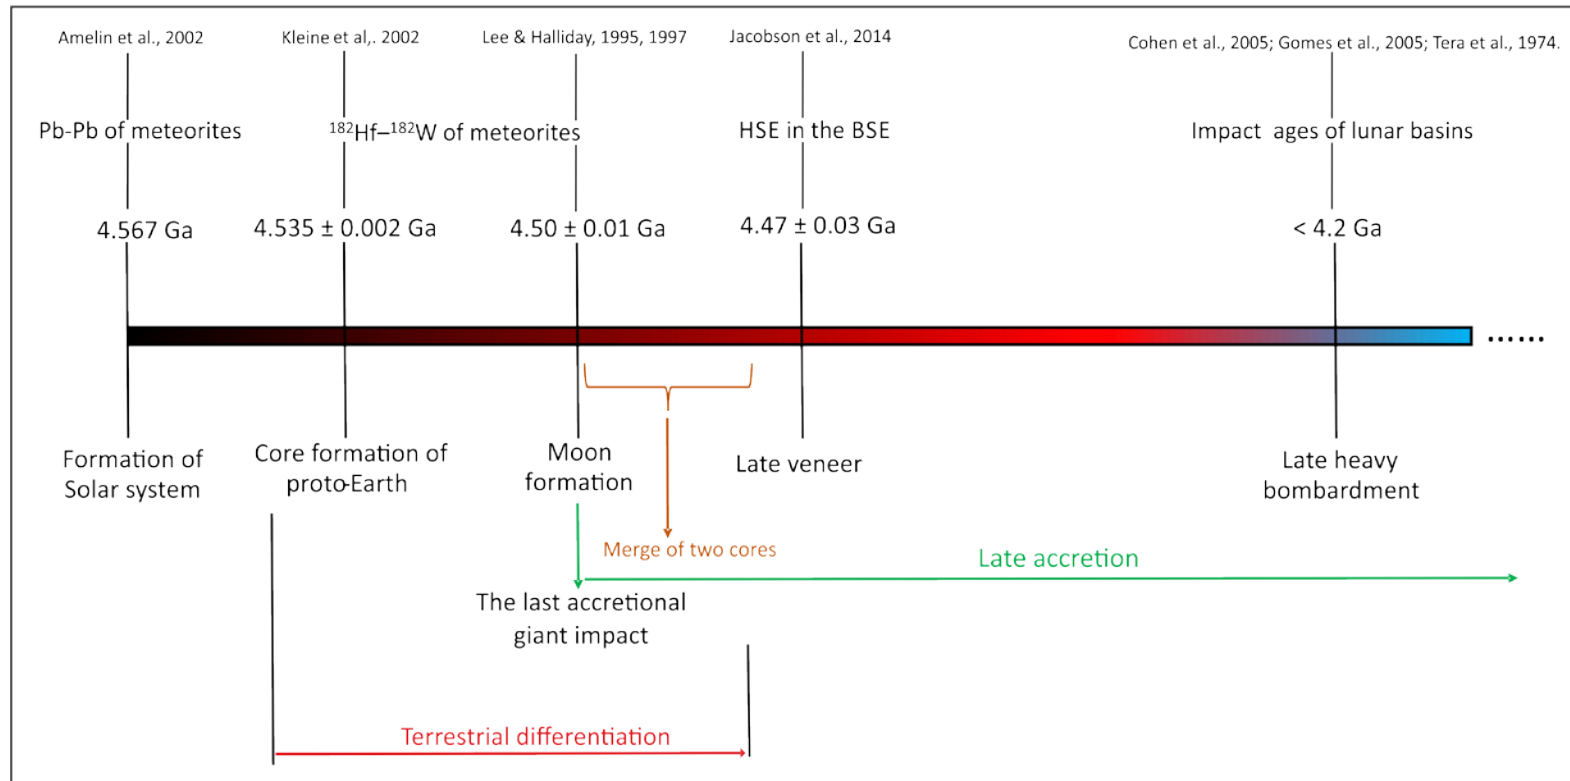 Amelin et al., 2002
Kleine et al,. 2002
Lee & Halliday, 1995, 1997
Jacobson et al., 2014
Cohen et al., 2005; Gomes et al., 2005; Tera et al., 1974.
Pb-Pb of meteorites
¹⁸²Hf–¹⁸²W of meteorites
HSE in the BSE
Impact ages of lunar basins
4.567 Ga
4.535 ± 0.002 Ga
4.50 ± 0.01 Ga
4.47 ± 0.03 Ga
< 4.2 Ga
......
Formation of
Solar system
Core formation of
proto-Earth
Moon
formation
Late veneer
Late heavy
bombardment
Merge of two cores
Late accretion
The last accretional
giant impact
Terrestrial differentiation